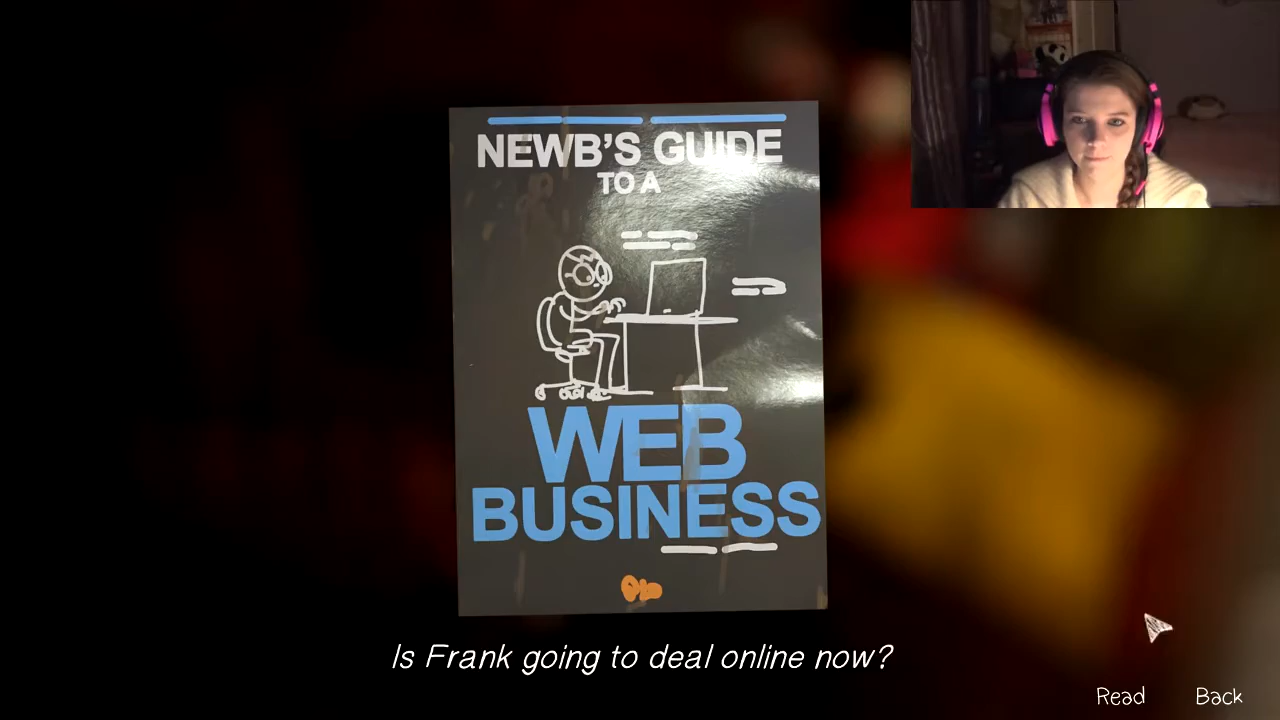 NEWB'S GUIDE
TO A
WEB
BUSINESS
Is Frank going to deal online now?
Read
Back